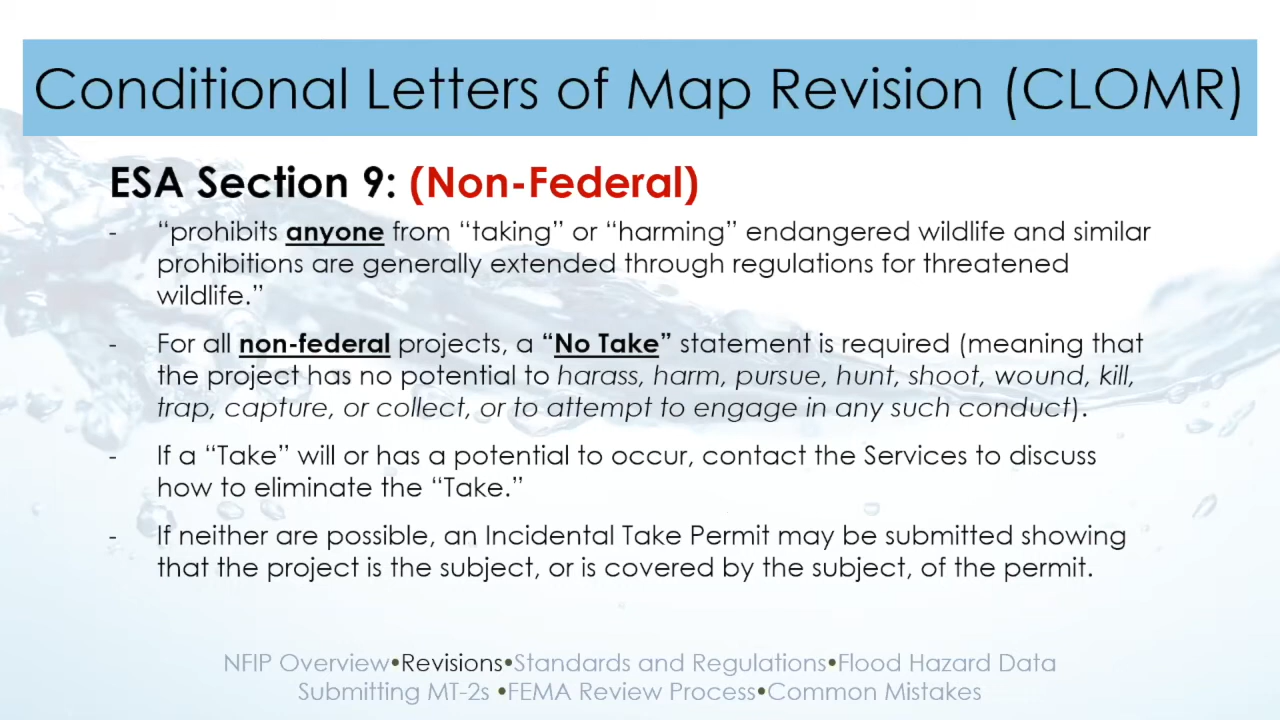 Conditional Letters of Map Revision (CLOMR)
ESA Section 9: (Non-Federal)
- “prohibits anyone from “taking” or “harming” endangered wildlife and similar
prohibitions are generally extended through regulations for threatened
wildlife.”
- For all non-federal projects, a “No Take” statement is required (meaning that
the project has no potential to harass, harm, pursue, hunt, shoot, wound, kill,
trap, capture, or collect, or to attempt to engage in any such conduct).
- If a “Take” will or has a potential to occur, contact the Services to discuss
how to eliminate the “Take.”
- If neither are possible, an Incidental Take Permit may be submitted showing
that the project is the subject, or is covered by the subject, of the permit.
NFIP Overview•Revisions•Standards and Regulations•Flood Hazard Data
Submitting MT-2s •FEMA Review Process•Common Mistakes